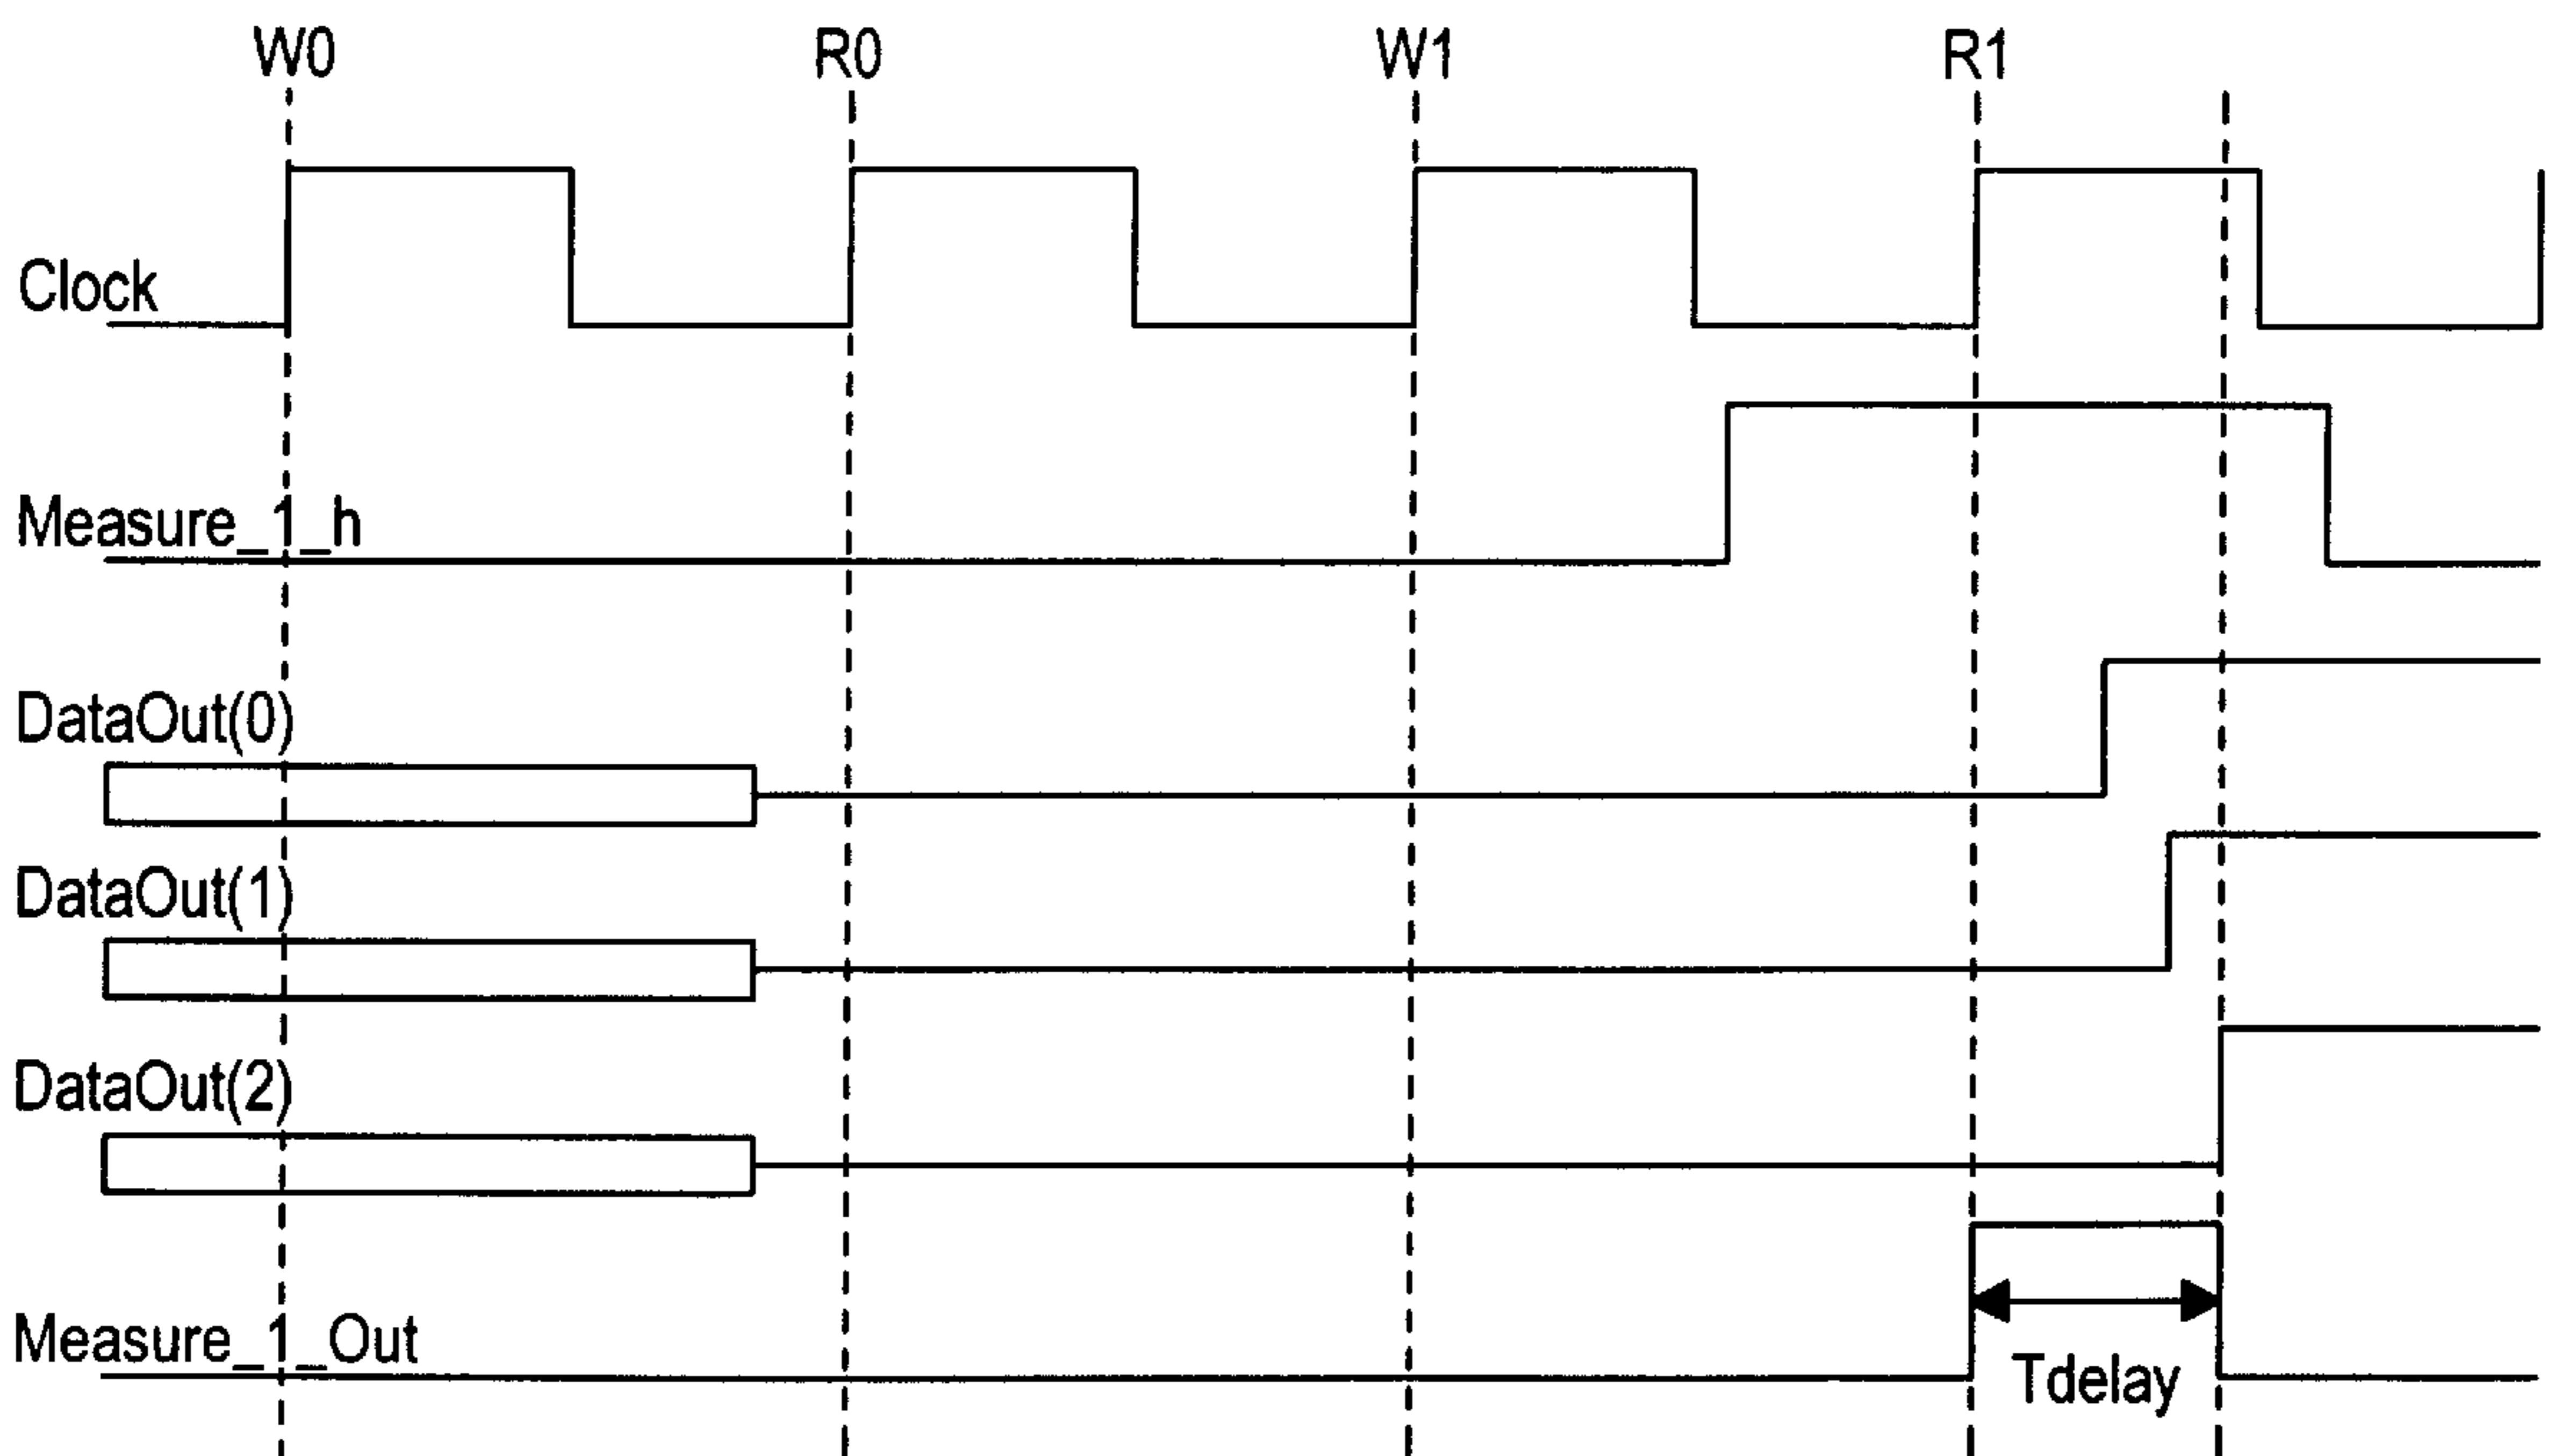 W0 R0 W1 R1
Clock
Measure_1_h
DataOut(0)
DataOut(1)
DataOut(2)
Measure_1_Out
Tdelay